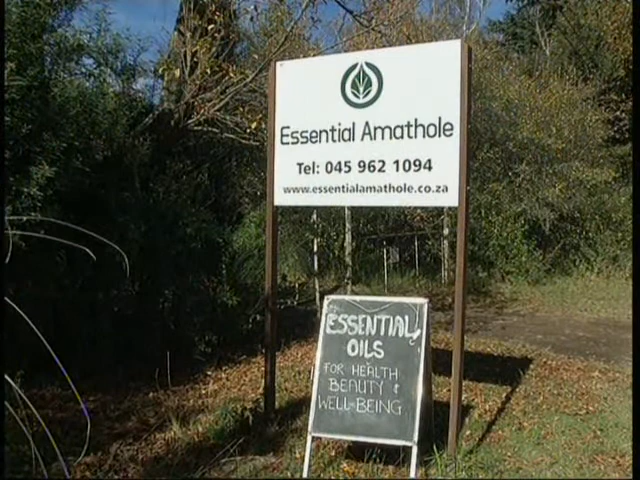 Essential Amathole
Tel: 045 962 1094
www.essentialamathole.co.za
ESSENTIAL
OILS
FOR HEALTH
BEAUTY &
WELL-BEING